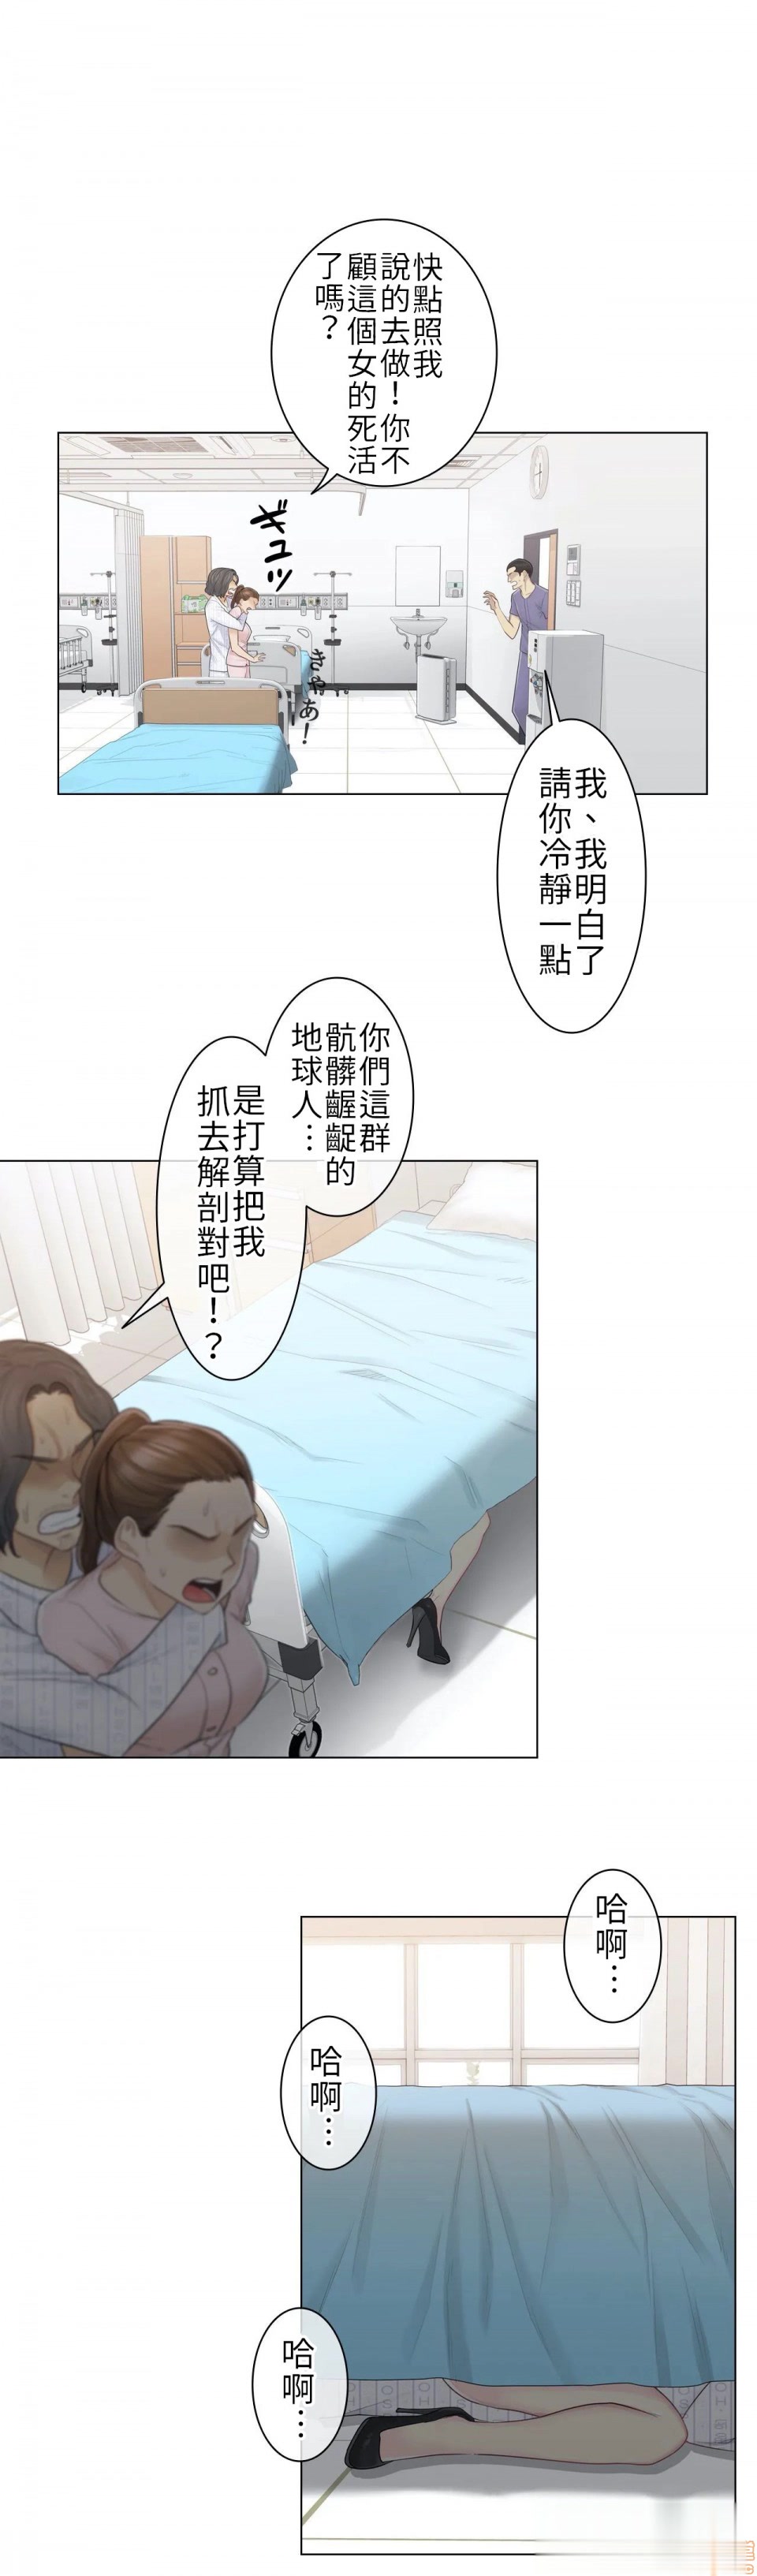 快點照我
說的去做！你不
顧這個女的死活
了嗎？
ギュッ
きゃあ！
我、我明白了
請你冷靜一點
你們這群
骯髒齷齪的
地球人…
是打算把我
抓去解剖對吧！？
哈啊…
哈啊…
哈啊…